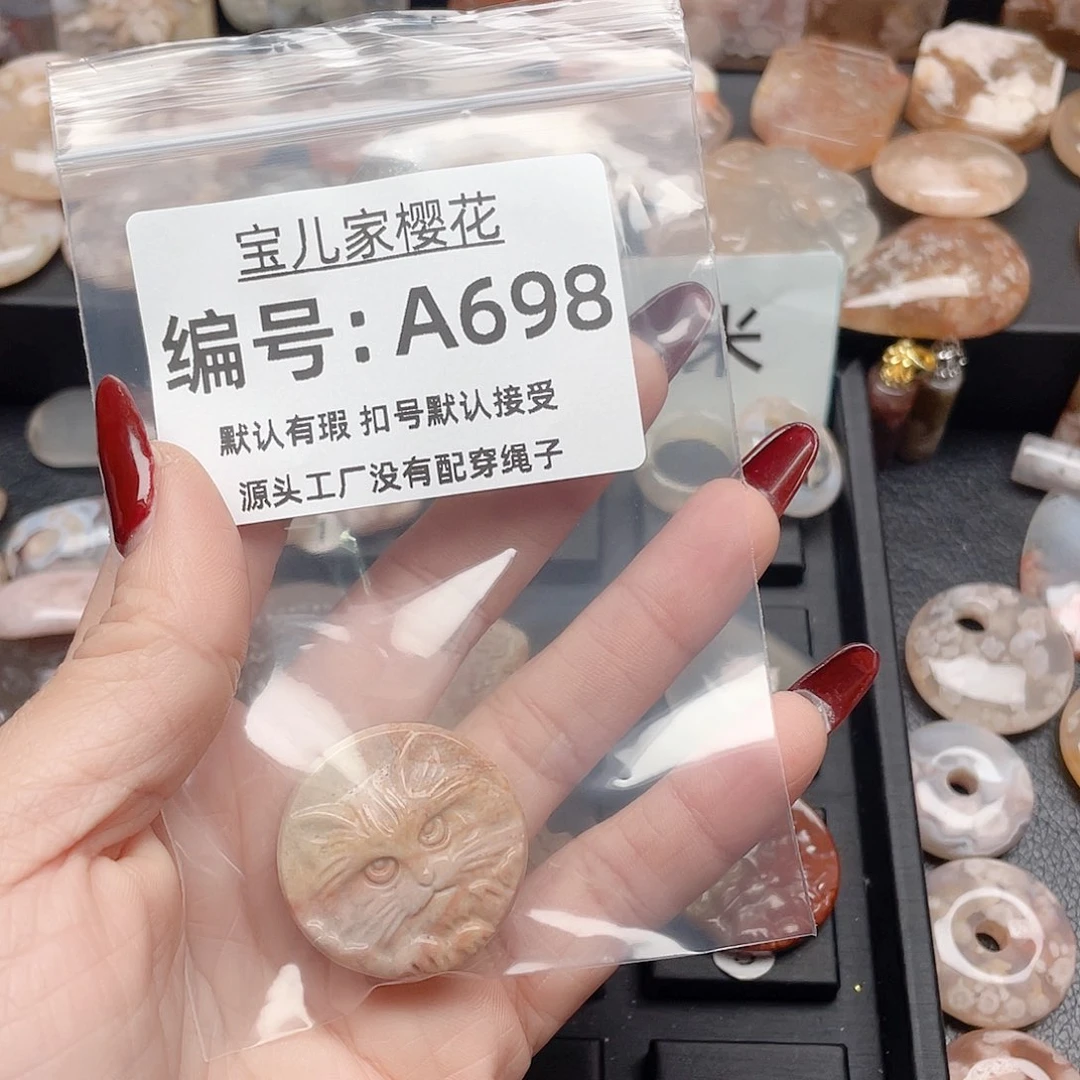 宝儿家樱花
编号:A698
默认有瑕 扣号默认接受
源头工厂没有配穿绳子
米